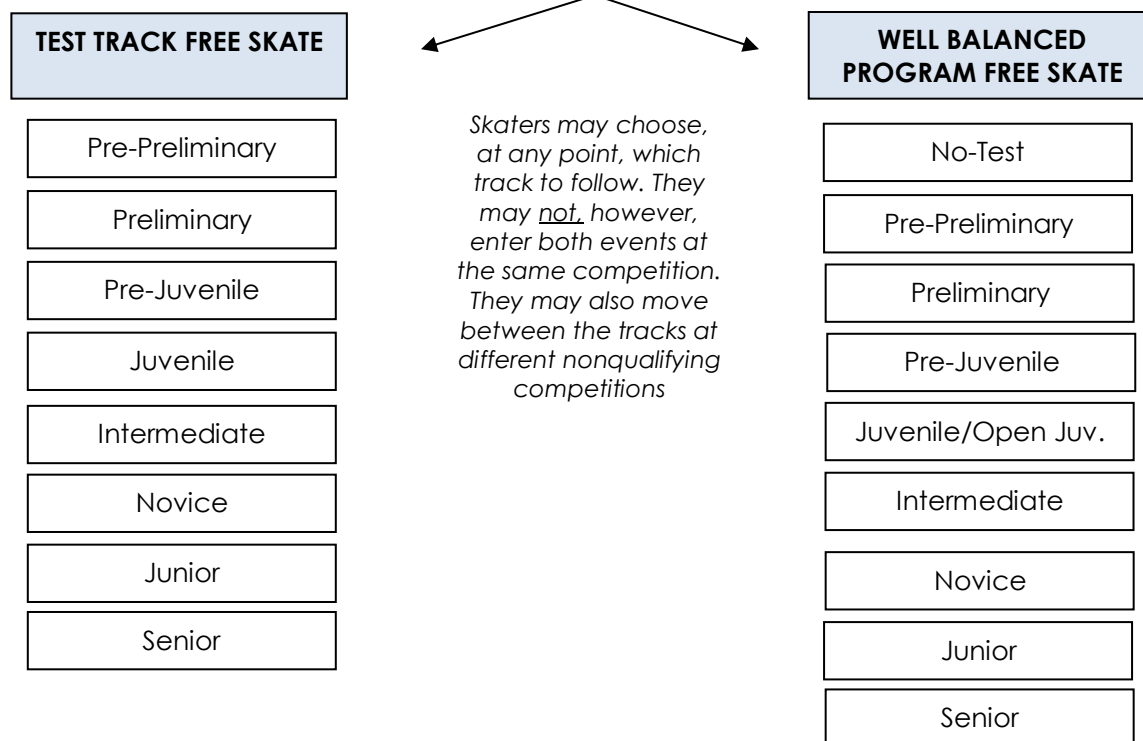 TEST TRACK FREE SKATE
Pre-Preliminary
Preliminary
Pre-Juvenile
Juvenile
Intermediate
Novice
Junior
Senior
Skaters may choose,
at any point, which
track to follow. They
may not, however,
enter both events at
the same competition.
They may also move
between the tracks at
different nonqualifying
competitions
WELL BALANCED
PROGRAM FREE SKATE
No-Test
Pre-Preliminary
Preliminary
Pre-Juvenile
Juvenile/Open Juv.
Intermediate
Novice
Junior
Senior